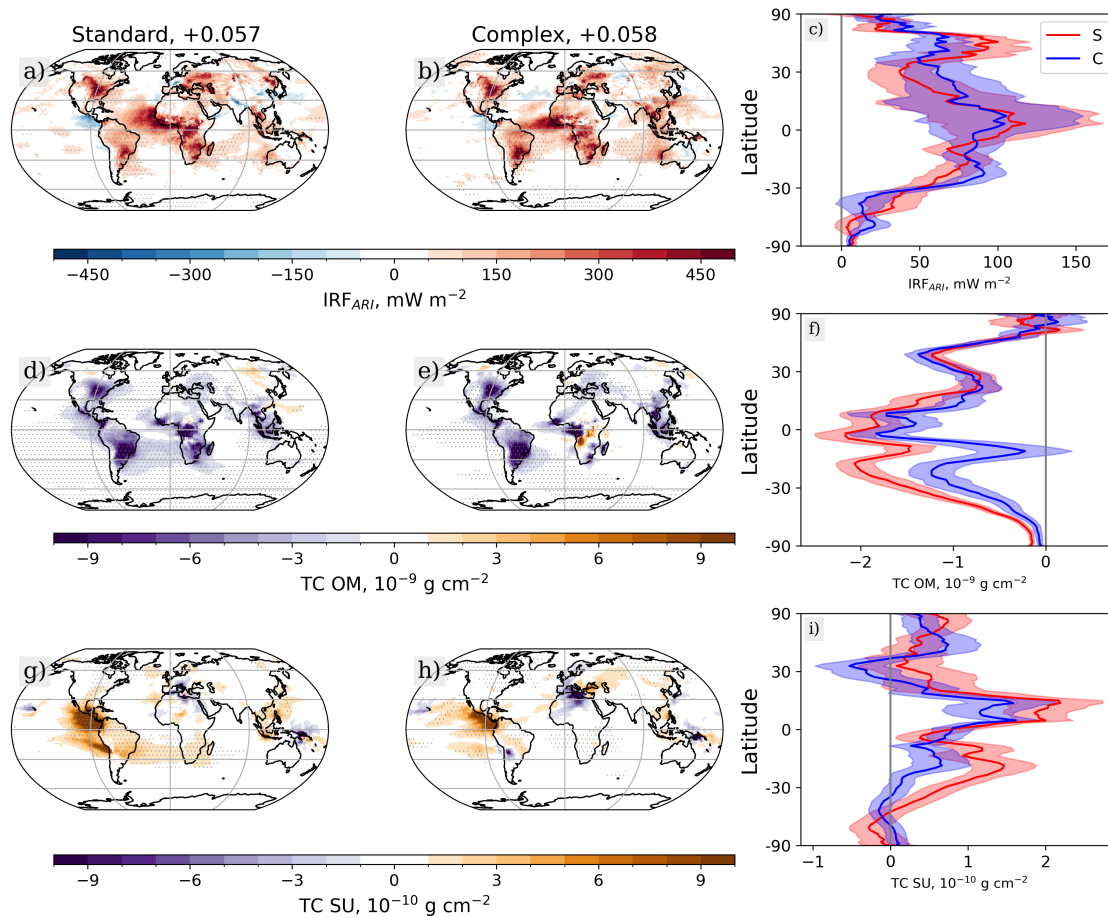 Standard, +0.057
Complex, +0.058
a)
b)
c)
S
C
90
30
0
-30
-90
Latitude
0
50
100
150
IRF_ARI, mW m⁻²
−450
−300
−150
0
150
300
450
IRF_ARI, mW m⁻²
d)
e)
f)
90
30
0
-30
-90
Latitude
−2
−1
0
TC OM, 10⁻⁹ g cm⁻²
−9
−6
−3
0
3
6
9
TC OM, 10⁻⁹ g cm⁻²
g)
h)
i)
90
30
0
-30
-90
Latitude
−1
0
1
2
TC SU, 10⁻¹⁰ g cm⁻²
−9
−6
−3
0
3
6
9
TC SU, 10⁻¹⁰ g cm⁻²